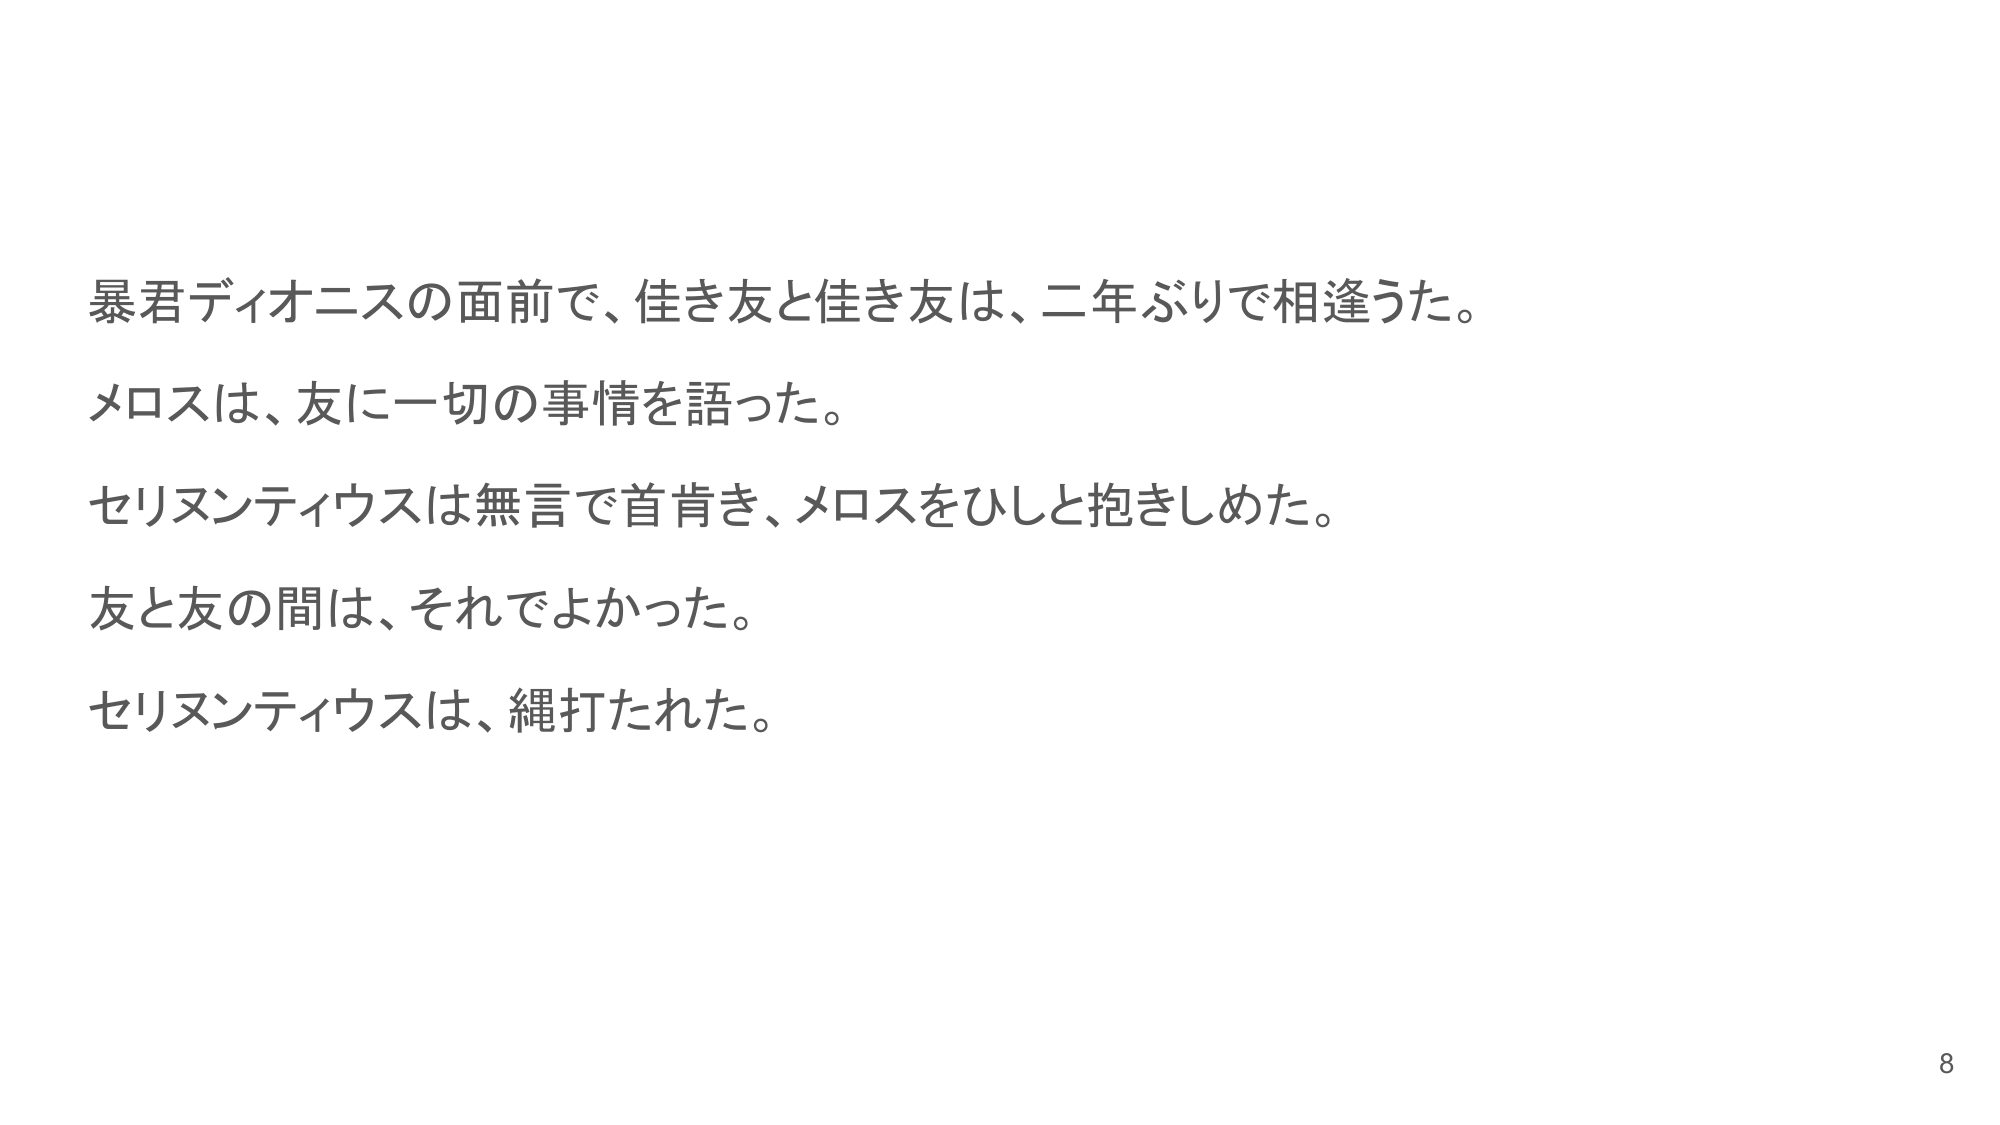 暴君ディオニスの面前で、佳き友と佳き友は、二年ぶりで相逢うた。
メロスは、友に一切の事情を語った。
セリヌンティウスは無言で首肯き、メロスをひしと抱きしめた。
友と友の間は、それでよかった。
セリヌンティウスは、縄打たれた。
8